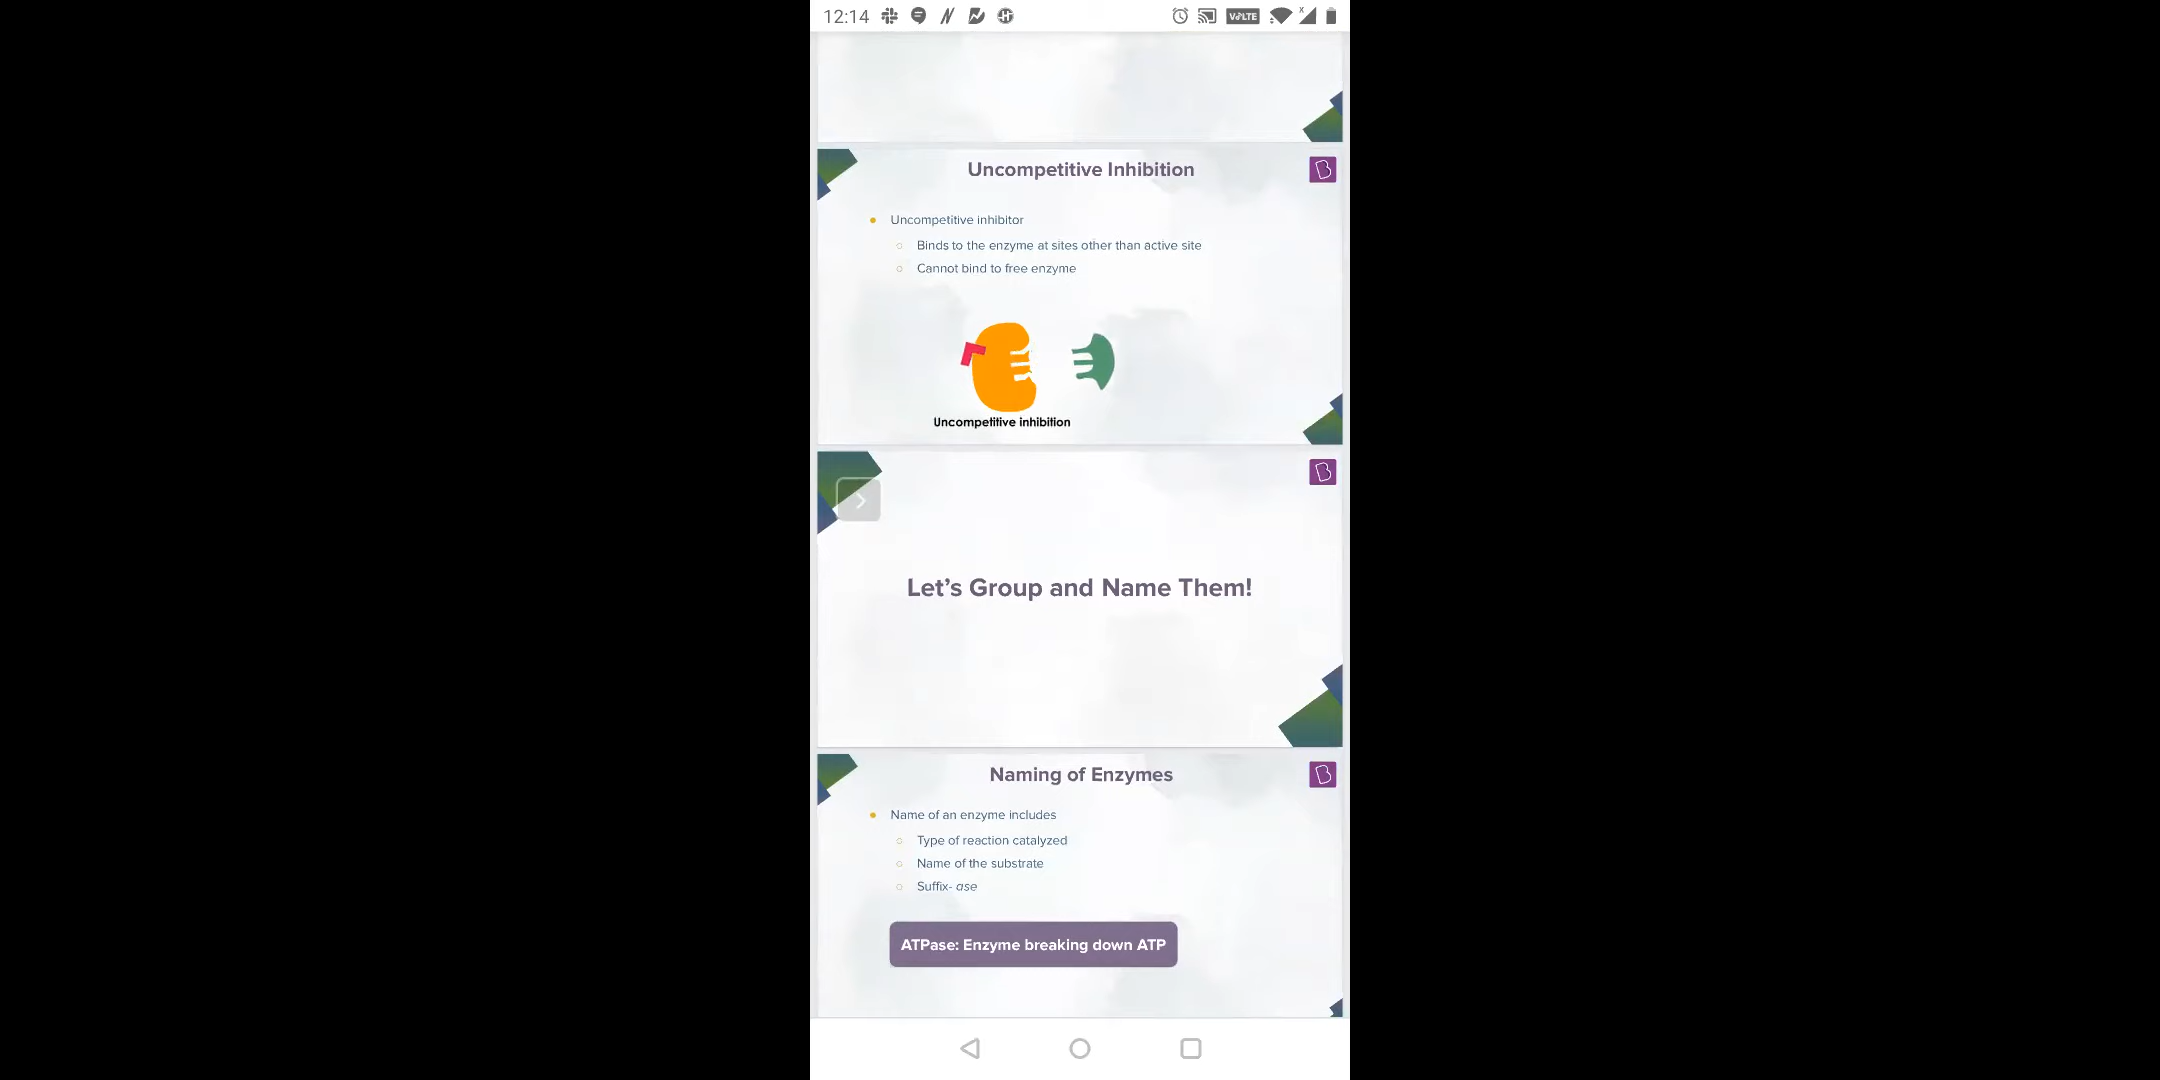 12:14
VoLTE
x
Uncompetitive Inhibition
B
Uncompetitive inhibitor
Binds to the enzyme at sites other than active site
Cannot bind to free enzyme
Uncompetitive inhibition
B
Let's Group and Name Them!
Naming of Enzymes
B
Name of an enzyme includes
Type of reaction catalyzed
Name of the substrate
Suffix- ase
ATPase: Enzyme breaking down ATP